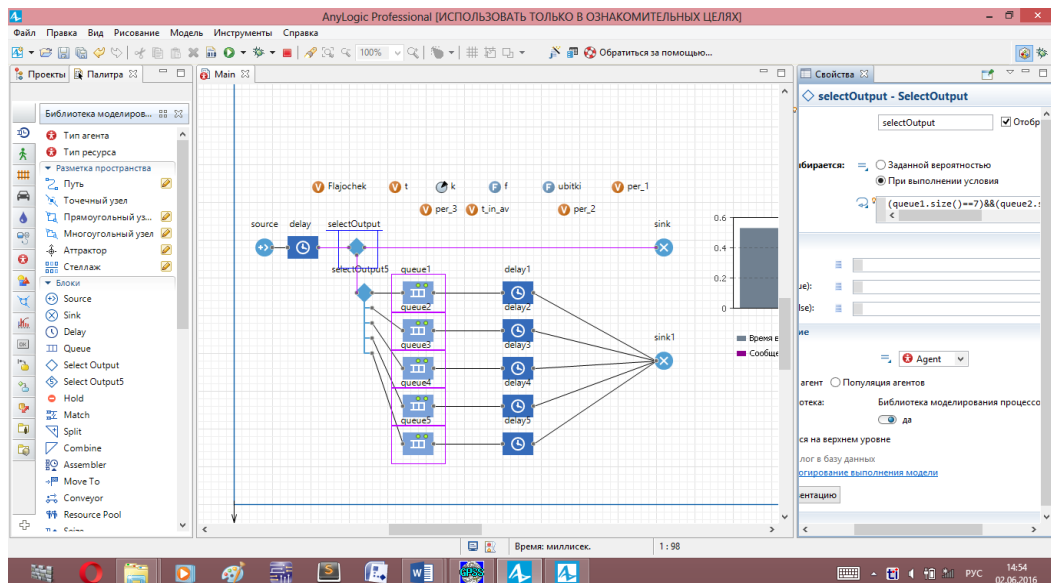 AnyLogic Professional [ИСПОЛЬЗОВАТЬ ТОЛЬКО В ОЗНАКОМИТЕЛЬНЫХ ЦЕЛЯХ]
Файл Правка Вид Рисование Модель Инструменты Справка
100% Обратиться за помощью...
Проекты Палитра
Main
Свойства
Библиотека моделиров...
Тип агента
Тип ресурса
Разметка пространства
Путь
Точечный узел
Прямоугольный уз...
Многоугольный узел
Аттрактор
Стеллаж
Блоки
Source
Sink
Delay
Queue
Select Output
Select Output5
Hold
Match
Split
Combine
Assembler
Move To
Conveyor
Resource Pool
Seize
Flajochek t k f ubitki per_1
per_3 t_in_av per_2
source delay selectOutput sink
selectOutput5 queue1 delay1
queue2 delay2
queue3 delay3
queue4 delay4
queue5 delay5
sink1
0.6
0.4
0.2
0
Время в
Сообще
selectOutput - SelectOutput
selectOutput Отобр
ыбирается: Заданной вероятностью
При выполнении условия
(queue1.size()==7)&&(queue2.s
ue):
lse):
ие
Agent
агент Популяция агентов
отека: Библиотека моделирования процессо
да
ся на верхнем уровне
лог в базу данных
огирование выполнения модели
ентацию
Время: миллисек. 1 : 98
GPSS
РУС
14:54
02.06.2016